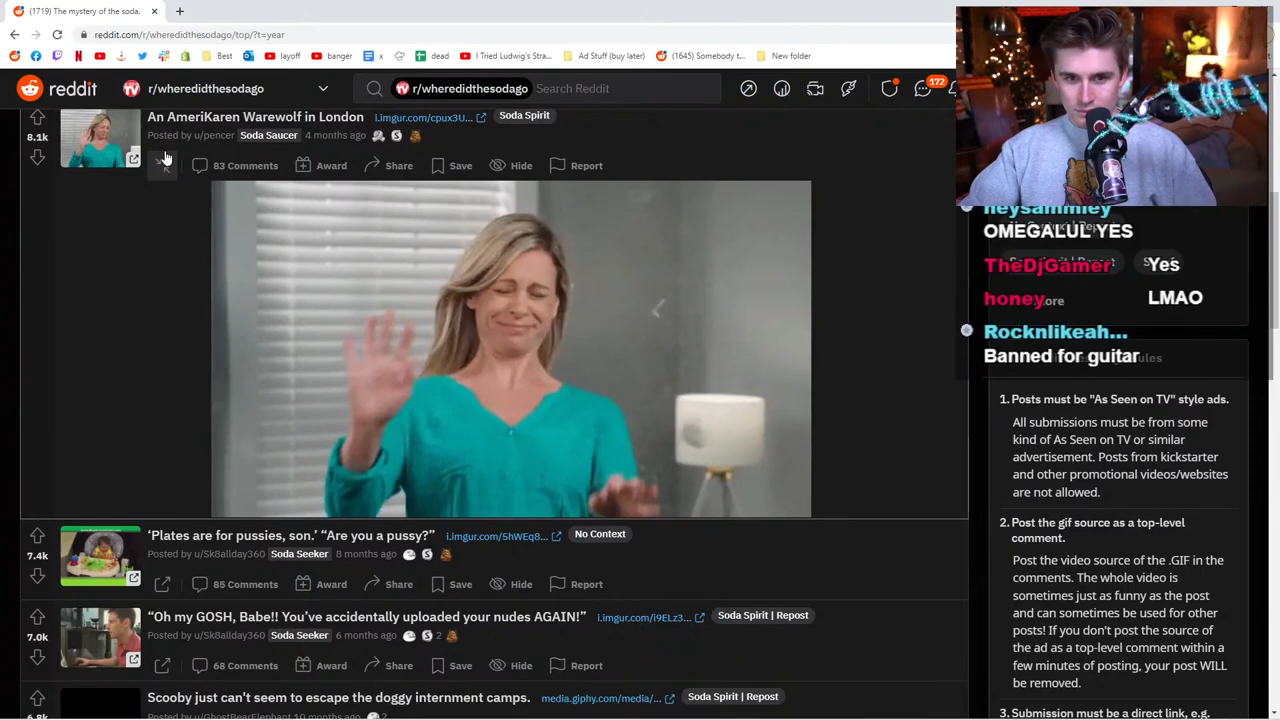 (1719) The mystery of the soda.
reddit.com/r/wheredidthesodago/top/?t=year
Best
layoff
banger
x
dead
I Tried Ludwig's Stra...
Ad Stuff (buy later)
(1645) Somebody t...
New folder
reddit
r/wheredidthesodago
r/wheredidthesodago
Search Reddit
172
8.1k
An AmeriKaren Warewolf in London
i.imgur.com/cpux3U...
Soda Spirit
Posted by u/pencer Soda Saucer 4 months ago
83 Comments
Award
Share
Save
Hide
Report
heysammiey
OMEGALUL YES
TheDjGamer Yes
honey LMAO
Rocknlikeah...
Banned for guitar
1. Posts must be "As Seen on TV" style ads.
All submissions must be from some
kind of As Seen on TV or similar
advertisement. Posts from kickstarter
and other promotional videos/websites
are not allowed.
2. Post the gif source as a top-level
comment.
Post the video source of the .GIF in the
comments. The whole video is
sometimes just as funny as the post
and can sometimes be used for other
posts! If you don't post the source of
the ad as a top-level comment within a
few minutes of posting, your post WILL
be removed.
3. Submission must be a direct link, e.g.
7.4k
‘Plates are for pussies, son.’ “Are you a pussy?”
i.imgur.com/5hWEq8...
No Context
Posted by u/Sk8allday360 Soda Seeker 8 months ago
85 Comments
Award
Share
Save
Hide
Report
7.0k
“Oh my GOSH, Babe!! You’ve accidentally uploaded your nudes AGAIN!”
i.imgur.com/i9ELz3...
Soda Spirit | Repost
Posted by u/Sk8allday360 Soda Seeker 6 months ago
2
68 Comments
Award
Share
Save
Hide
Report
6.8k
Scooby just can't seem to escape the doggy internment camps.
media.giphy.com/media/...
Soda Spirit | Repost
Posted by u/GhostBearElephant 10 months ago
2